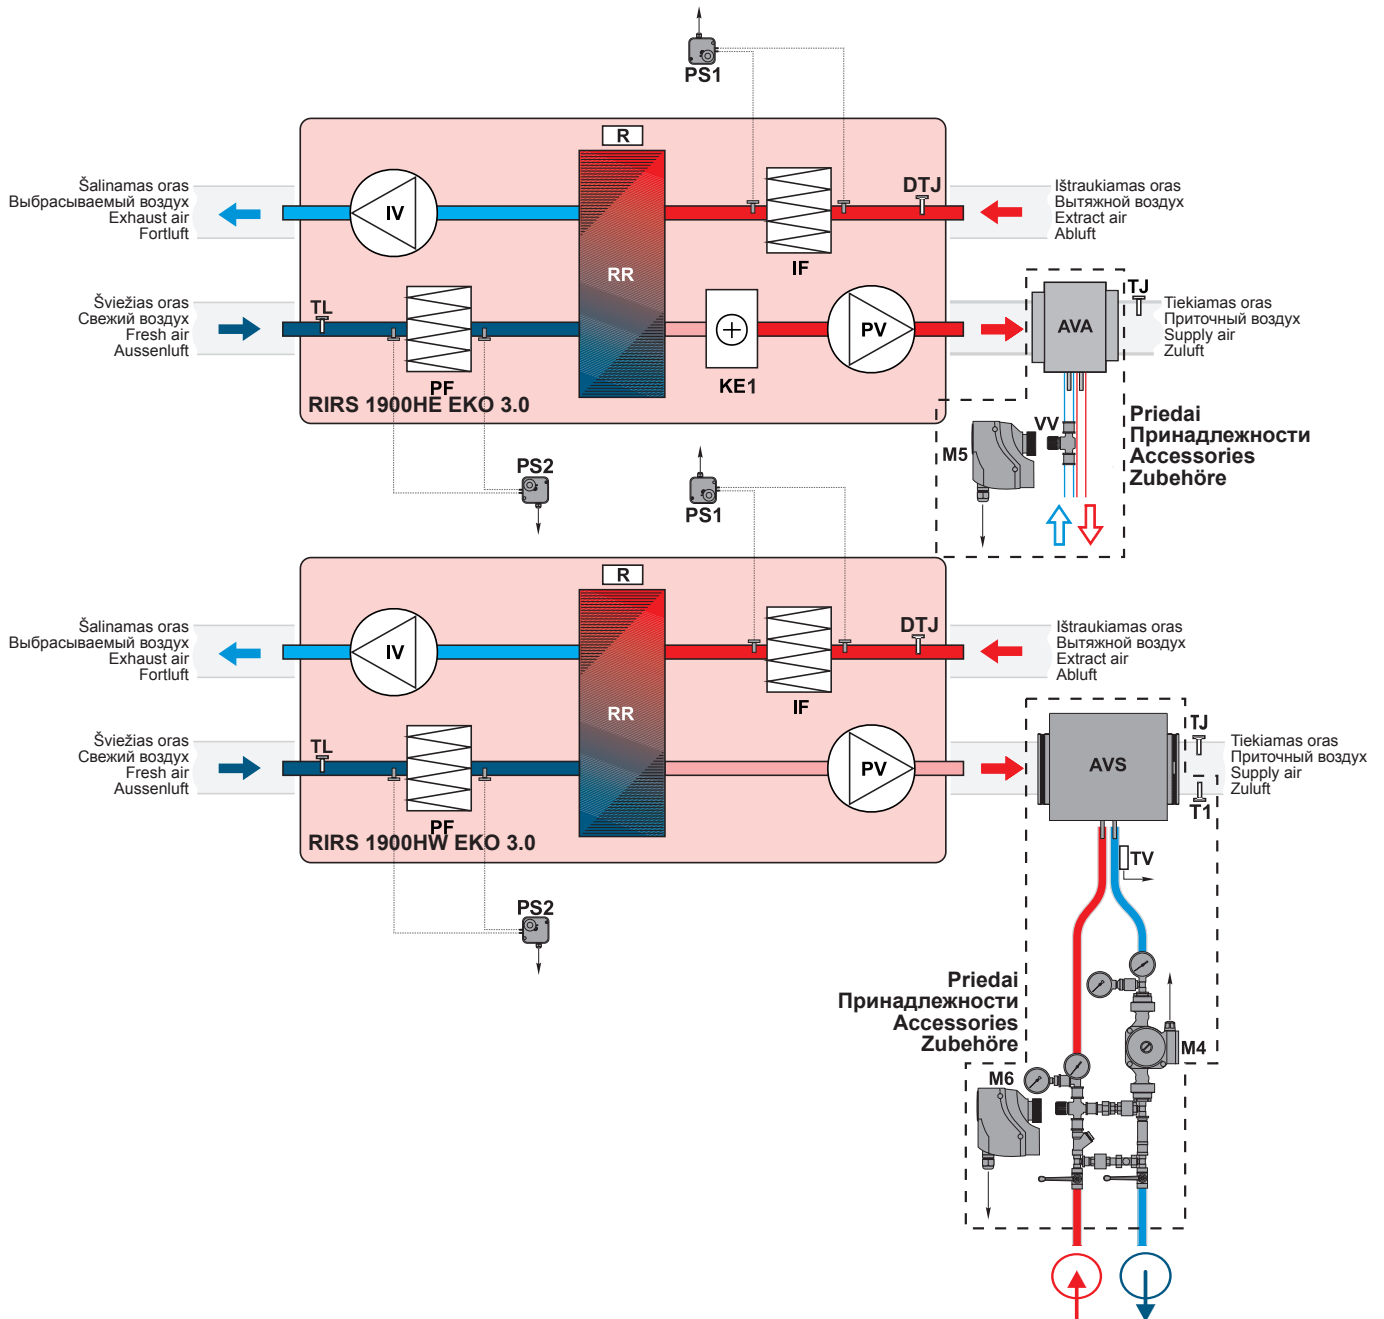 PS1
R
Šalinamas oras
Выбрасываемый воздух
Exhaust air
Fortluft
IV
RR
IF
DTJ
Ištraukiamas oras
Вытяжной воздух
Extract air
Abluft
Šviežias oras
Свежий воздух
Fresh air
Aussenluft
TL
PF
KE1
PV
AVA
TJ
Tiekiamas oras
Приточный воздух
Supply air
Zuluft
RIRS 1900HE EKO 3.0
M5
VV
Priedai
Принадлежности
Accessories
Zubehöre
PS2
PS1
R
Šalinamas oras
Выбрасываемый воздух
Exhaust air
Fortluft
IV
RR
IF
DTJ
Ištraukiamas oras
Вытяжной воздух
Extract air
Abluft
Šviežias oras
Свежий воздух
Fresh air
Aussenluft
TL
PF
PV
AVS
TJ
T1
Tiekiamas oras
Приточный воздух
Supply air
Zuluft
RIRS 1900HW EKO 3.0
TV
PS2
Priedai
Принадлежности
Accessories
Zubehöre
M4
M6